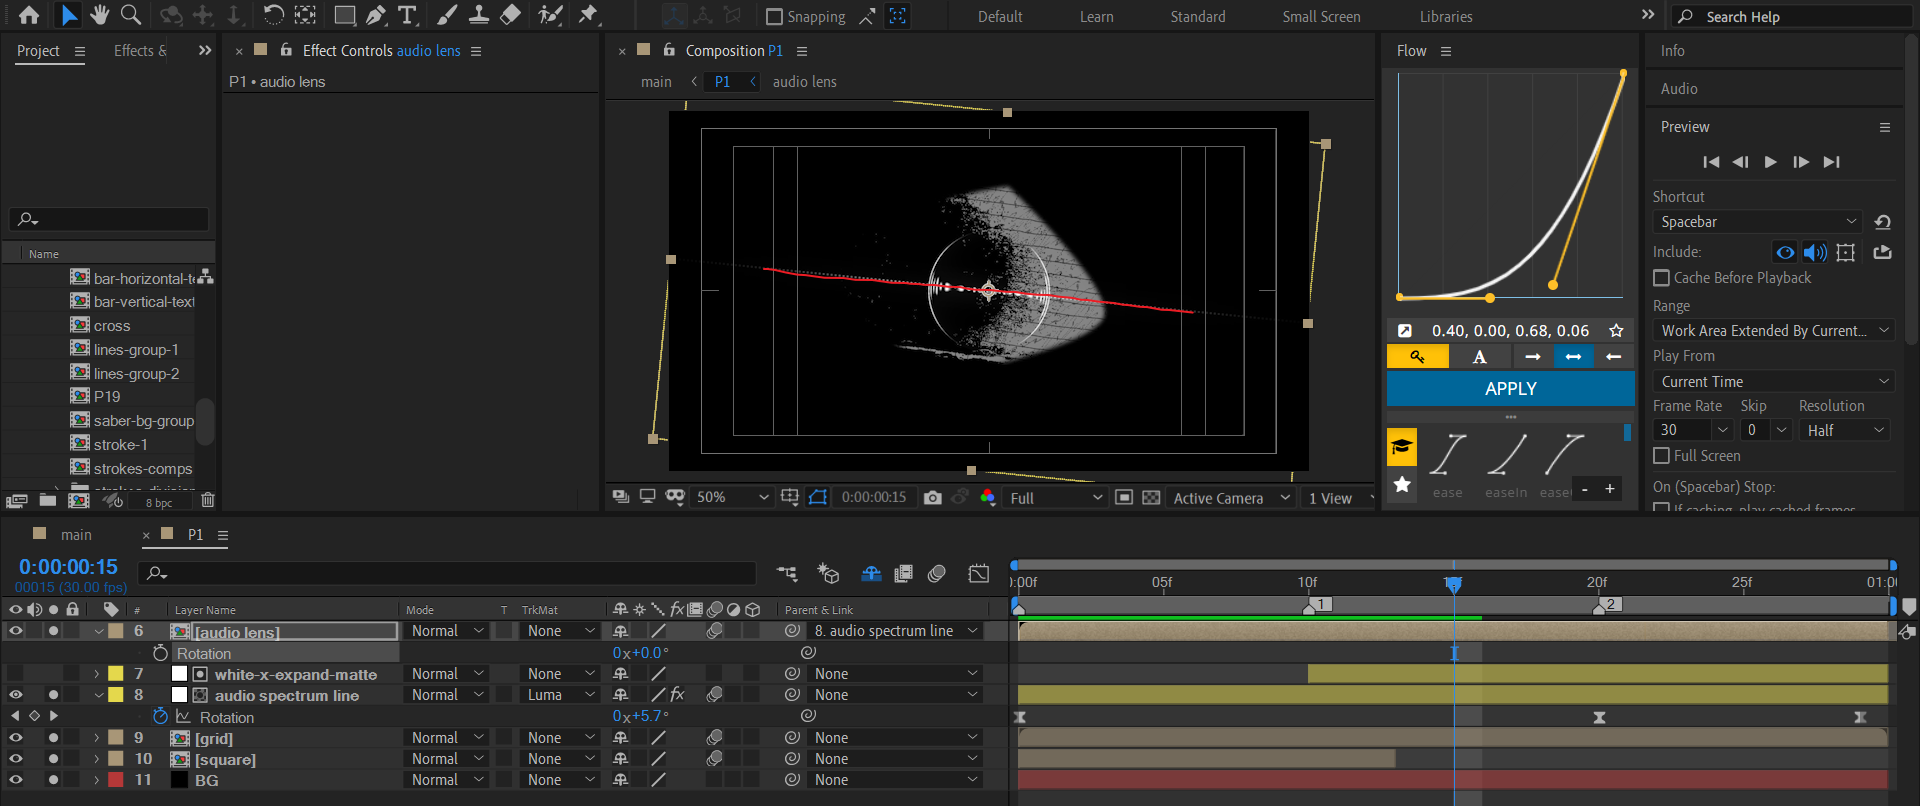 Snapping
Default
Learn
Standard
Small Screen
Libraries
Search Help
Project
Effects &
Effect Controls audio lens
Composition P1
Flow
Info
P1 • audio lens
main
P1
audio lens
Audio
Preview
Shortcut
Spacebar
Include:
Cache Before Playback
Range
Work Area Extended By Current...
Play From
Current Time
Frame Rate
Skip
Resolution
30
0
Half
Full Screen
On (Spacebar) Stop:
If caching, play cached frames
Name
bar-horizontal-te
bar-vertical-text
cross
lines-group-1
lines-group-2
P19
saber-bg-group
stroke-1
strokes-comps
8 bpc
0.40, 0.00, 0.68, 0.06
A
APPLY
ease
easeIn
ease
- +
50%
0:00:00:15
Full
Active Camera
1 View
main
P1
0:00:00:15
00015 (30.00 fps)
:00f
05f
10f
20f
25f
01:00
1
2
#
Layer Name
Mode
T
TrkMat
fx
Parent & Link
6
[audio lens]
Normal
None
8. audio spectrum line
Rotation
0x+0.0°
7
white-x-expand-matte
Normal
None
None
8
audio spectrum line
Normal
Luma
fx
None
Rotation
0x+5.7°
9
[grid]
Normal
None
None
10
[square]
Normal
None
None
11
BG
Normal
None
None